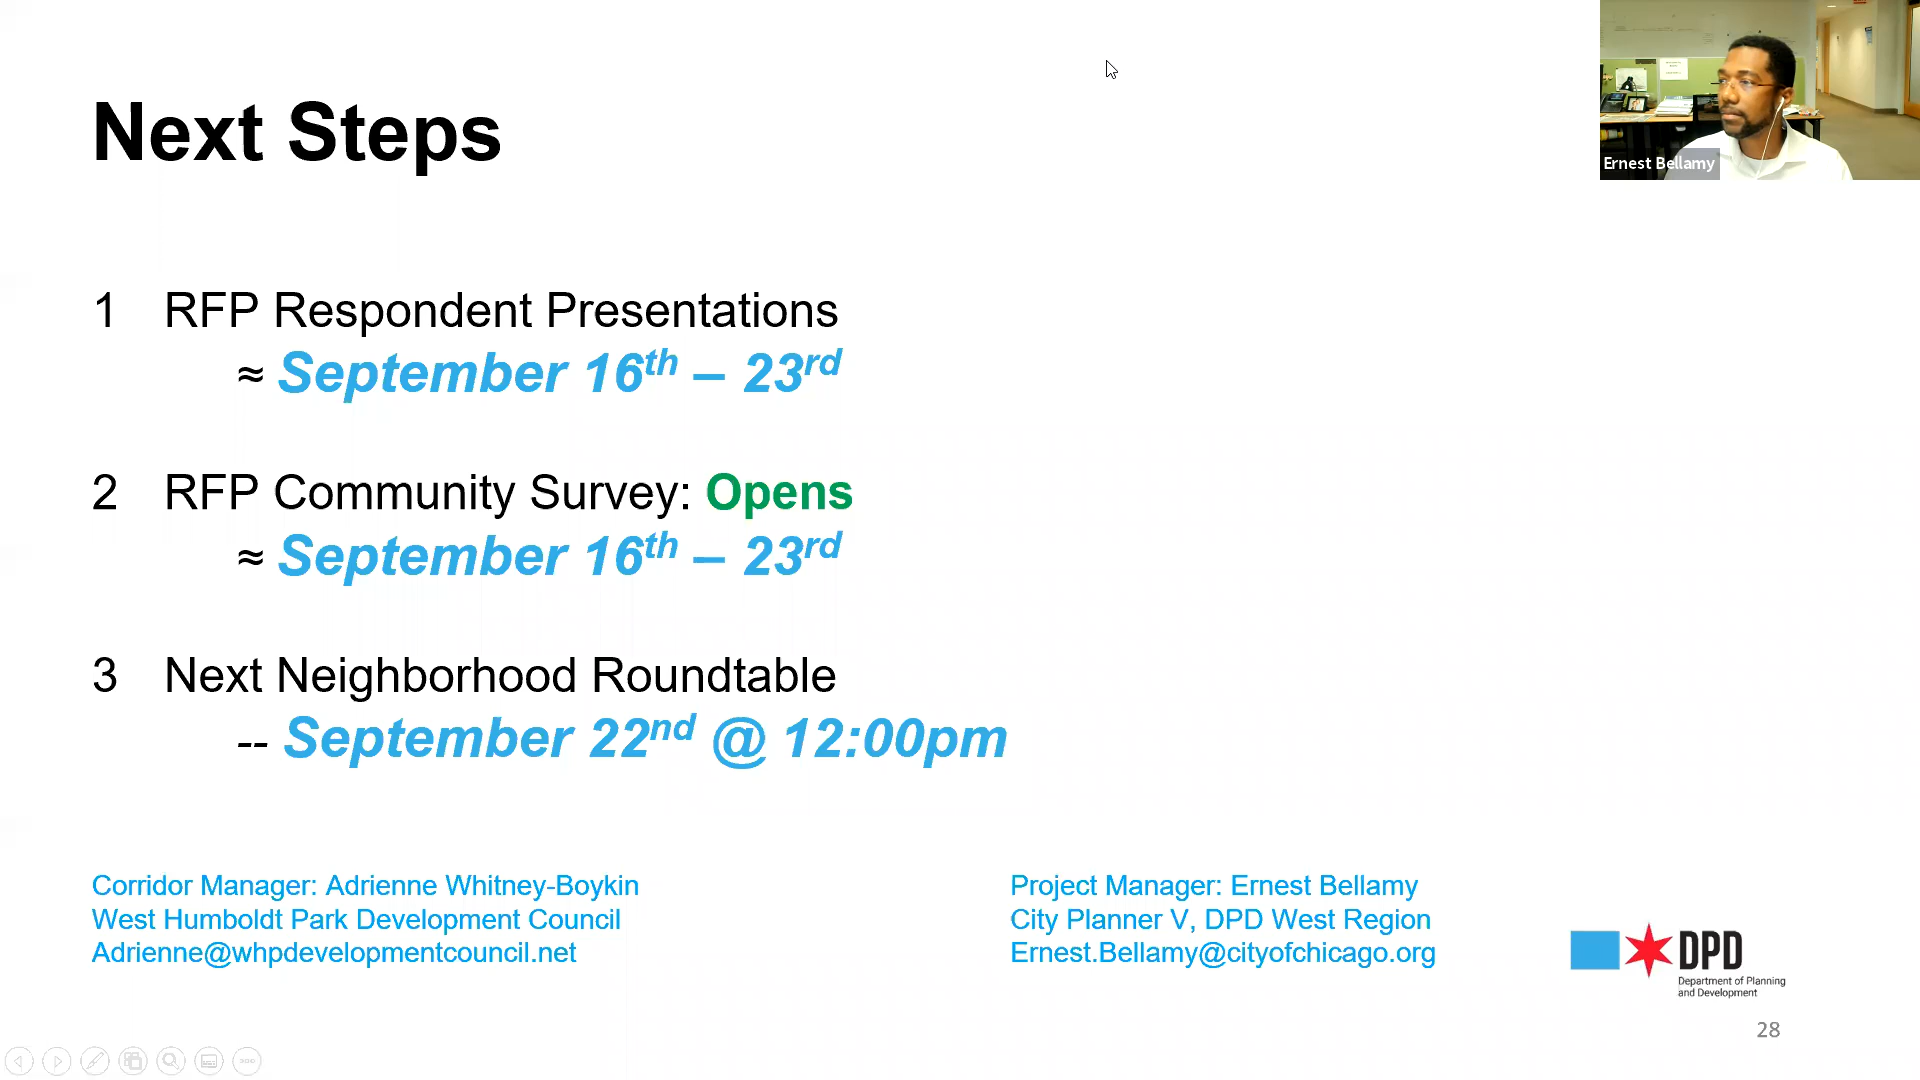 Next Steps
Ernest Bellamy
1 RFP Respondent Presentations
≈ September 16th – 23rd
2 RFP Community Survey: Opens
≈ September 16th – 23rd
3 Next Neighborhood Roundtable
-- September 22nd @ 12:00pm
Corridor Manager: Adrienne Whitney-Boykin
West Humboldt Park Development Council
Adrienne@whpdevelopmentcouncil.net
Project Manager: Ernest Bellamy
City Planner V, DPD West Region
Ernest.Bellamy@cityofchicago.org
DPD
Department of Planning
and Development
28